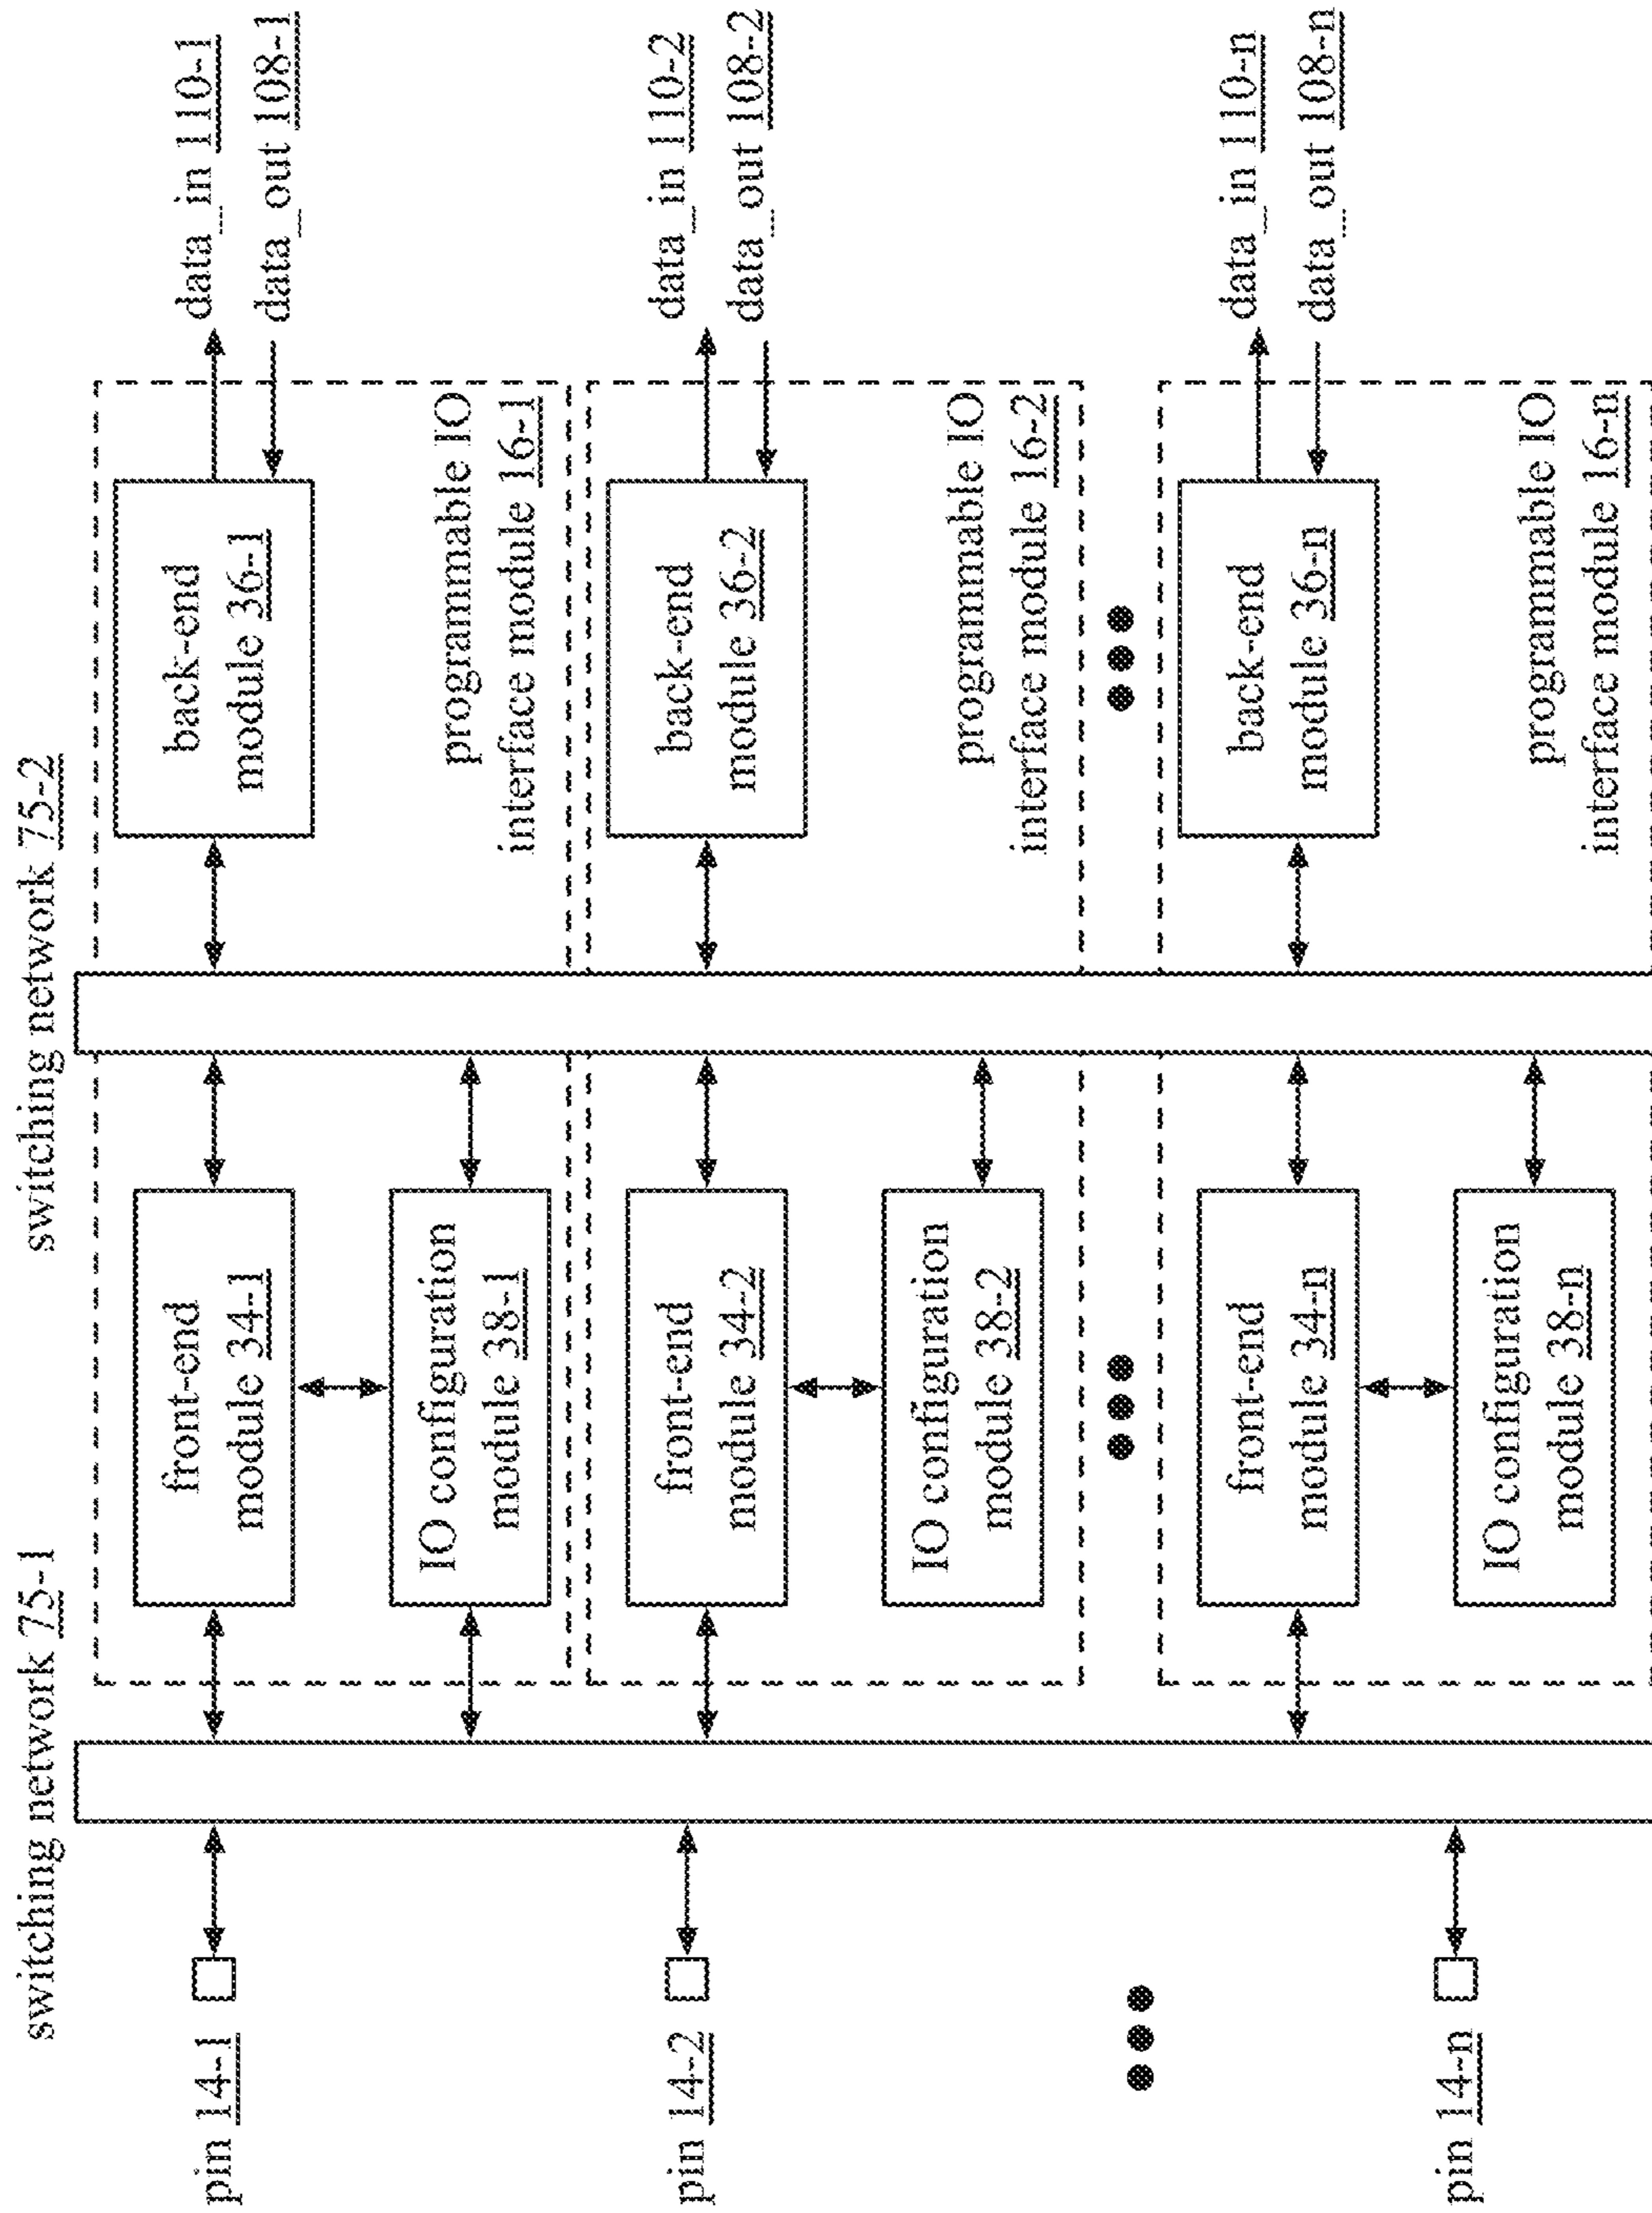 switching network 75-1
switching network 75-2
pin 14-1
front-end
module 34-1
IO configuration
module 38-1
back-end
module 36-1
programmable IO
interface module 16-1
data_in 110-1
data_out 108-1
pin 14-2
front-end
module 34-2
IO configuration
module 38-2
back-end
module 36-2
programmable IO
interface module 16-2
data_in 110-2
data_out 108-2
pin 14-n
front-end
module 34-n
IO configuration
module 38-n
back-end
module 36-n
programmable IO
interface module 16-n
data_in 110-n
data_out 108-n